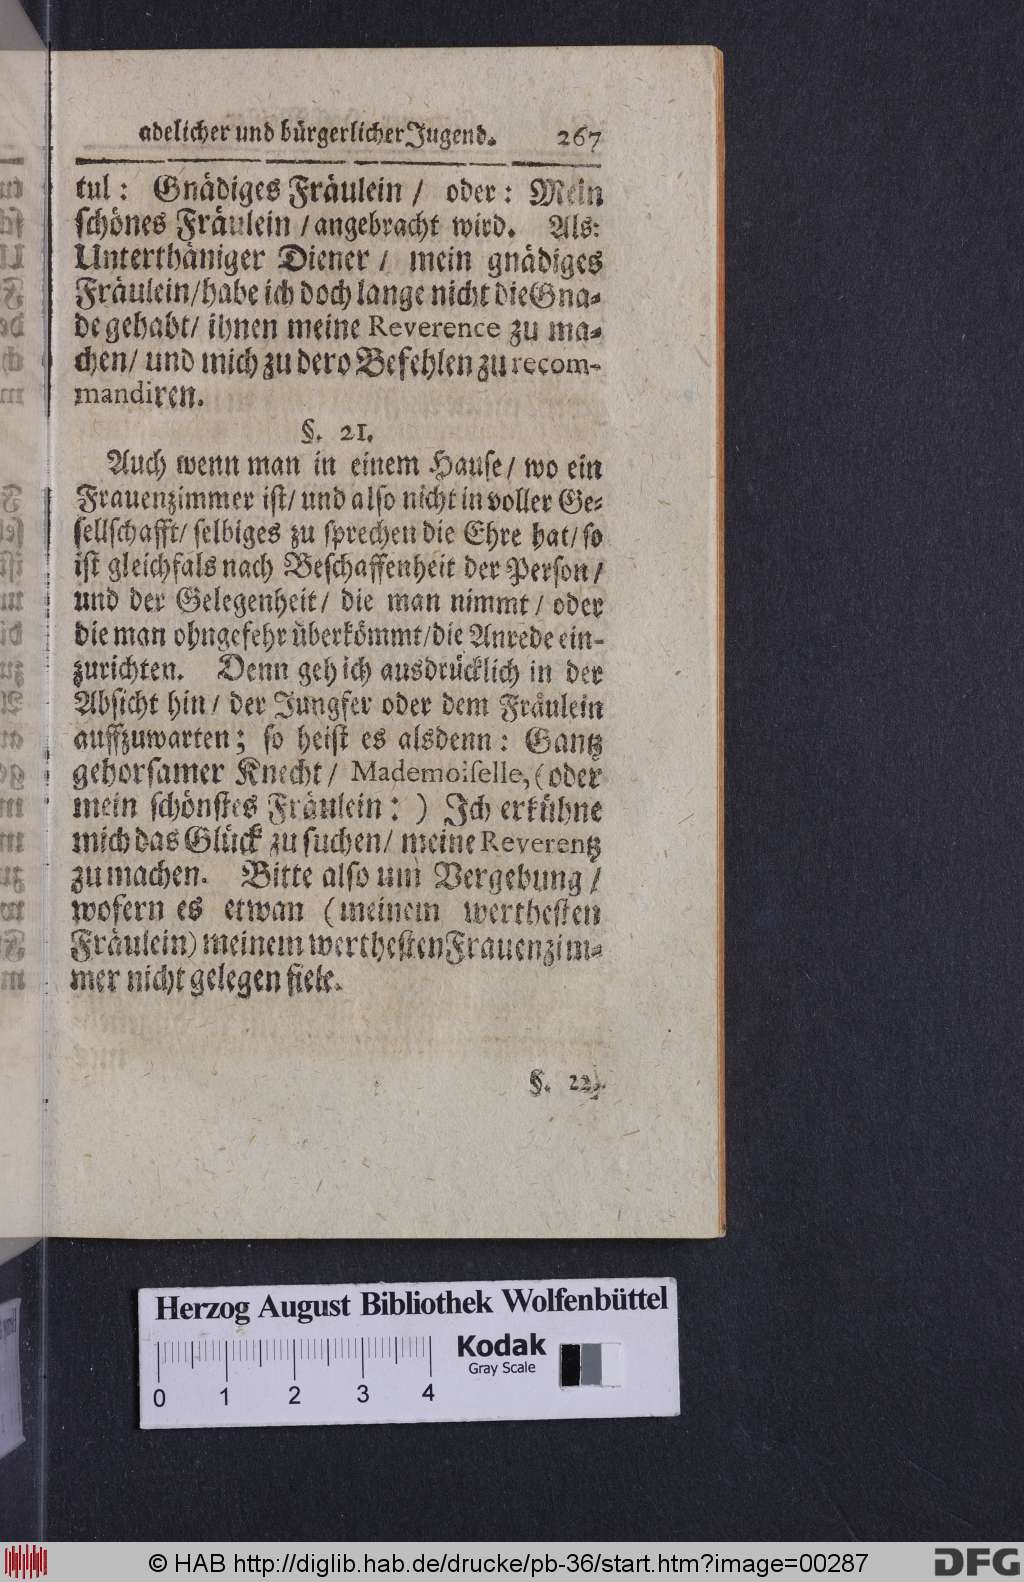 adelicher und bürgerlicher Jugend. 267
tul: Gnädiges Fräulein / oder: Mein
schönes Fräulein / angebracht wird. Als:
Unterthäniger Diener / mein gnädiges
Fräulein/habe ich doch lange nicht die Gna-
de gehabt/ ihnen meine Reverence zu ma-
chen/ und mich zu dero Befehlen zu recom-
mandiren.
§. 21.
Auch wenn man in einem Hause/ wo ein
Frauenzimmer ist/ und also nicht in voller Ge-
sellschafft/ selbiges zu sprechen die Ehre hat/ so
ist gleichfals nach Beschaffenheit der Person/
und der Gelegenheit/ die man nimmt/ oder
die man ohngefehr überkömmt/die Anrede ein-
zurichten. Denn geh ich ausdrücklich in der
Absicht hin/ der Jungfer oder dem Fräulein
auffzuwarten; so heist es alsdenn: Gantz
gehorsamer Knecht/ Mademoiselle, (oder
mein schönstes Fräulein:) Ich erkühne
mich das Glück zu suchen/ meine Reverentz
zu machen. Bitte also um Vergebung/
wofern es etwan (meinem werthesten
Fräulein) meinem werthesten Frauenzim-
mer nicht gelegen fiele.
§. 22.
Herzog August Bibliothek Wolfenbüttel
Kodak
Gray Scale
0 1 2 3 4
© HAB http://diglib.hab.de/drucke/pb-36/start.htm?image=00287
DFG